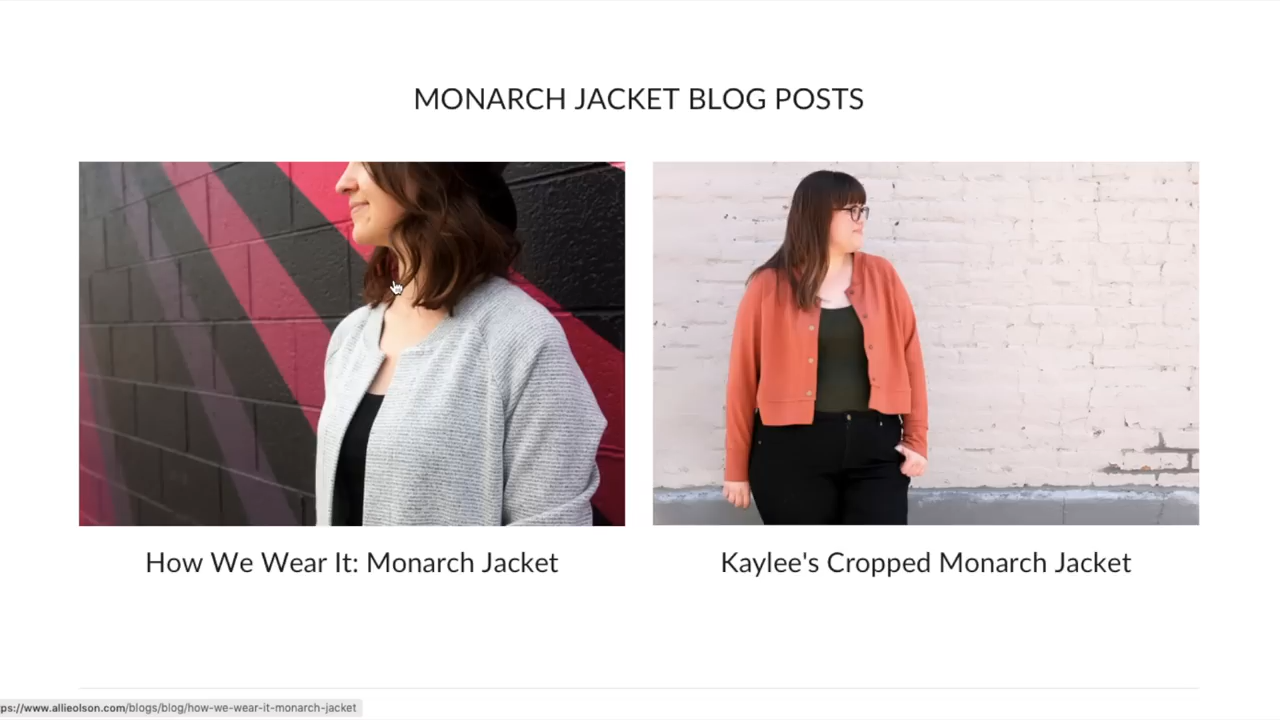 MONARCH JACKET BLOG POSTS
How We Wear It: Monarch Jacket
Kaylee's Cropped Monarch Jacket
ps://www.allieolson.com/blogs/blog/how-we-wear-it-monarch-jacket